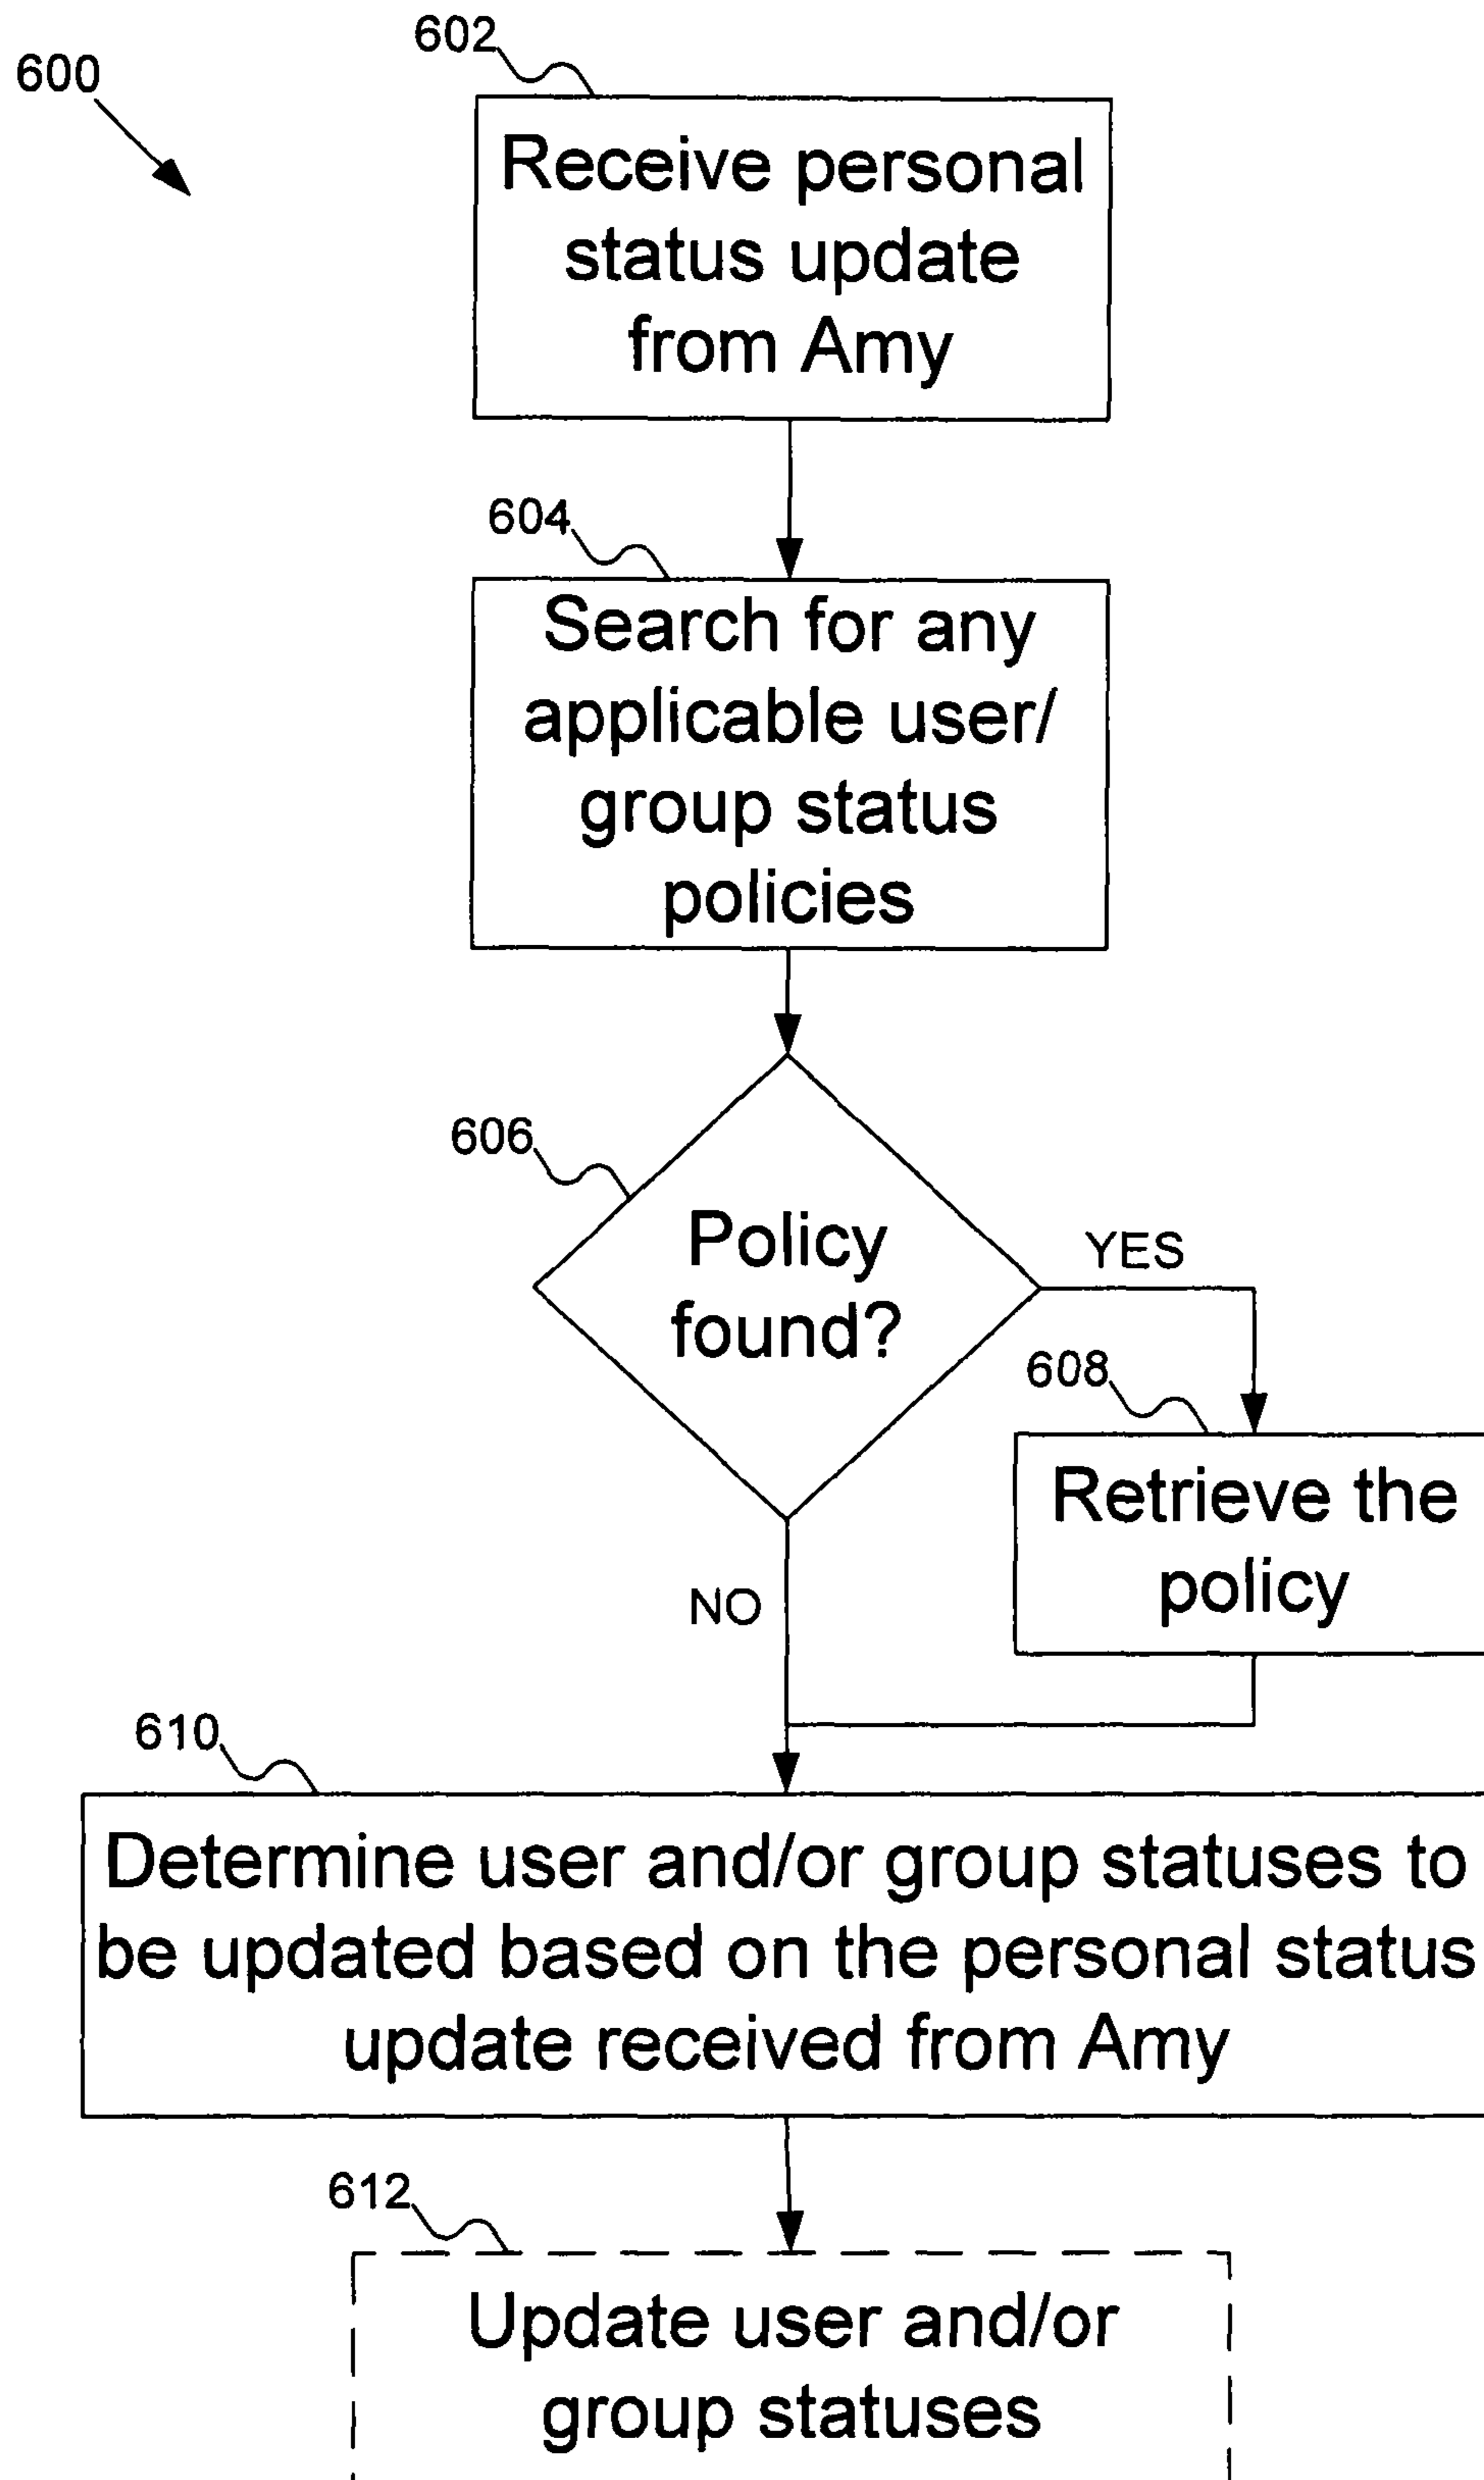 602
600
Receive personal
status update
from Amy
604
Search for any
applicable user/
group status
policies
606
Policy
found?
YES
608
Retrieve the
policy
NO
610
Determine user and/or group statuses to
be updated based on the personal status
update received from Amy
612
Update user and/or
group statuses